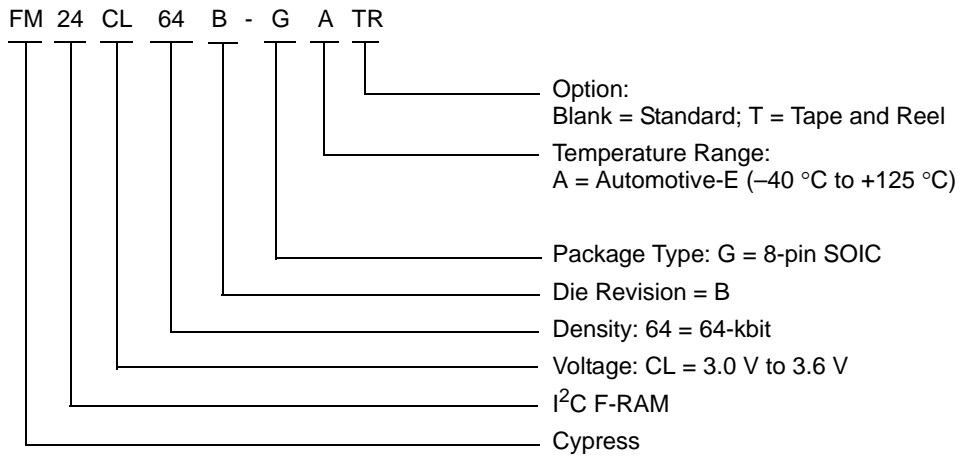 FM 24 CL 64 B - G A TR
Option:
Blank = Standard; T = Tape and Reel
Temperature Range:
A = Automotive-E (–40 °C to +125 °C)
Package Type: G = 8-pin SOIC
Die Revision = B
Density: 64 = 64-kbit
Voltage: CL = 3.0 V to 3.6 V
I²C F-RAM
Cypress